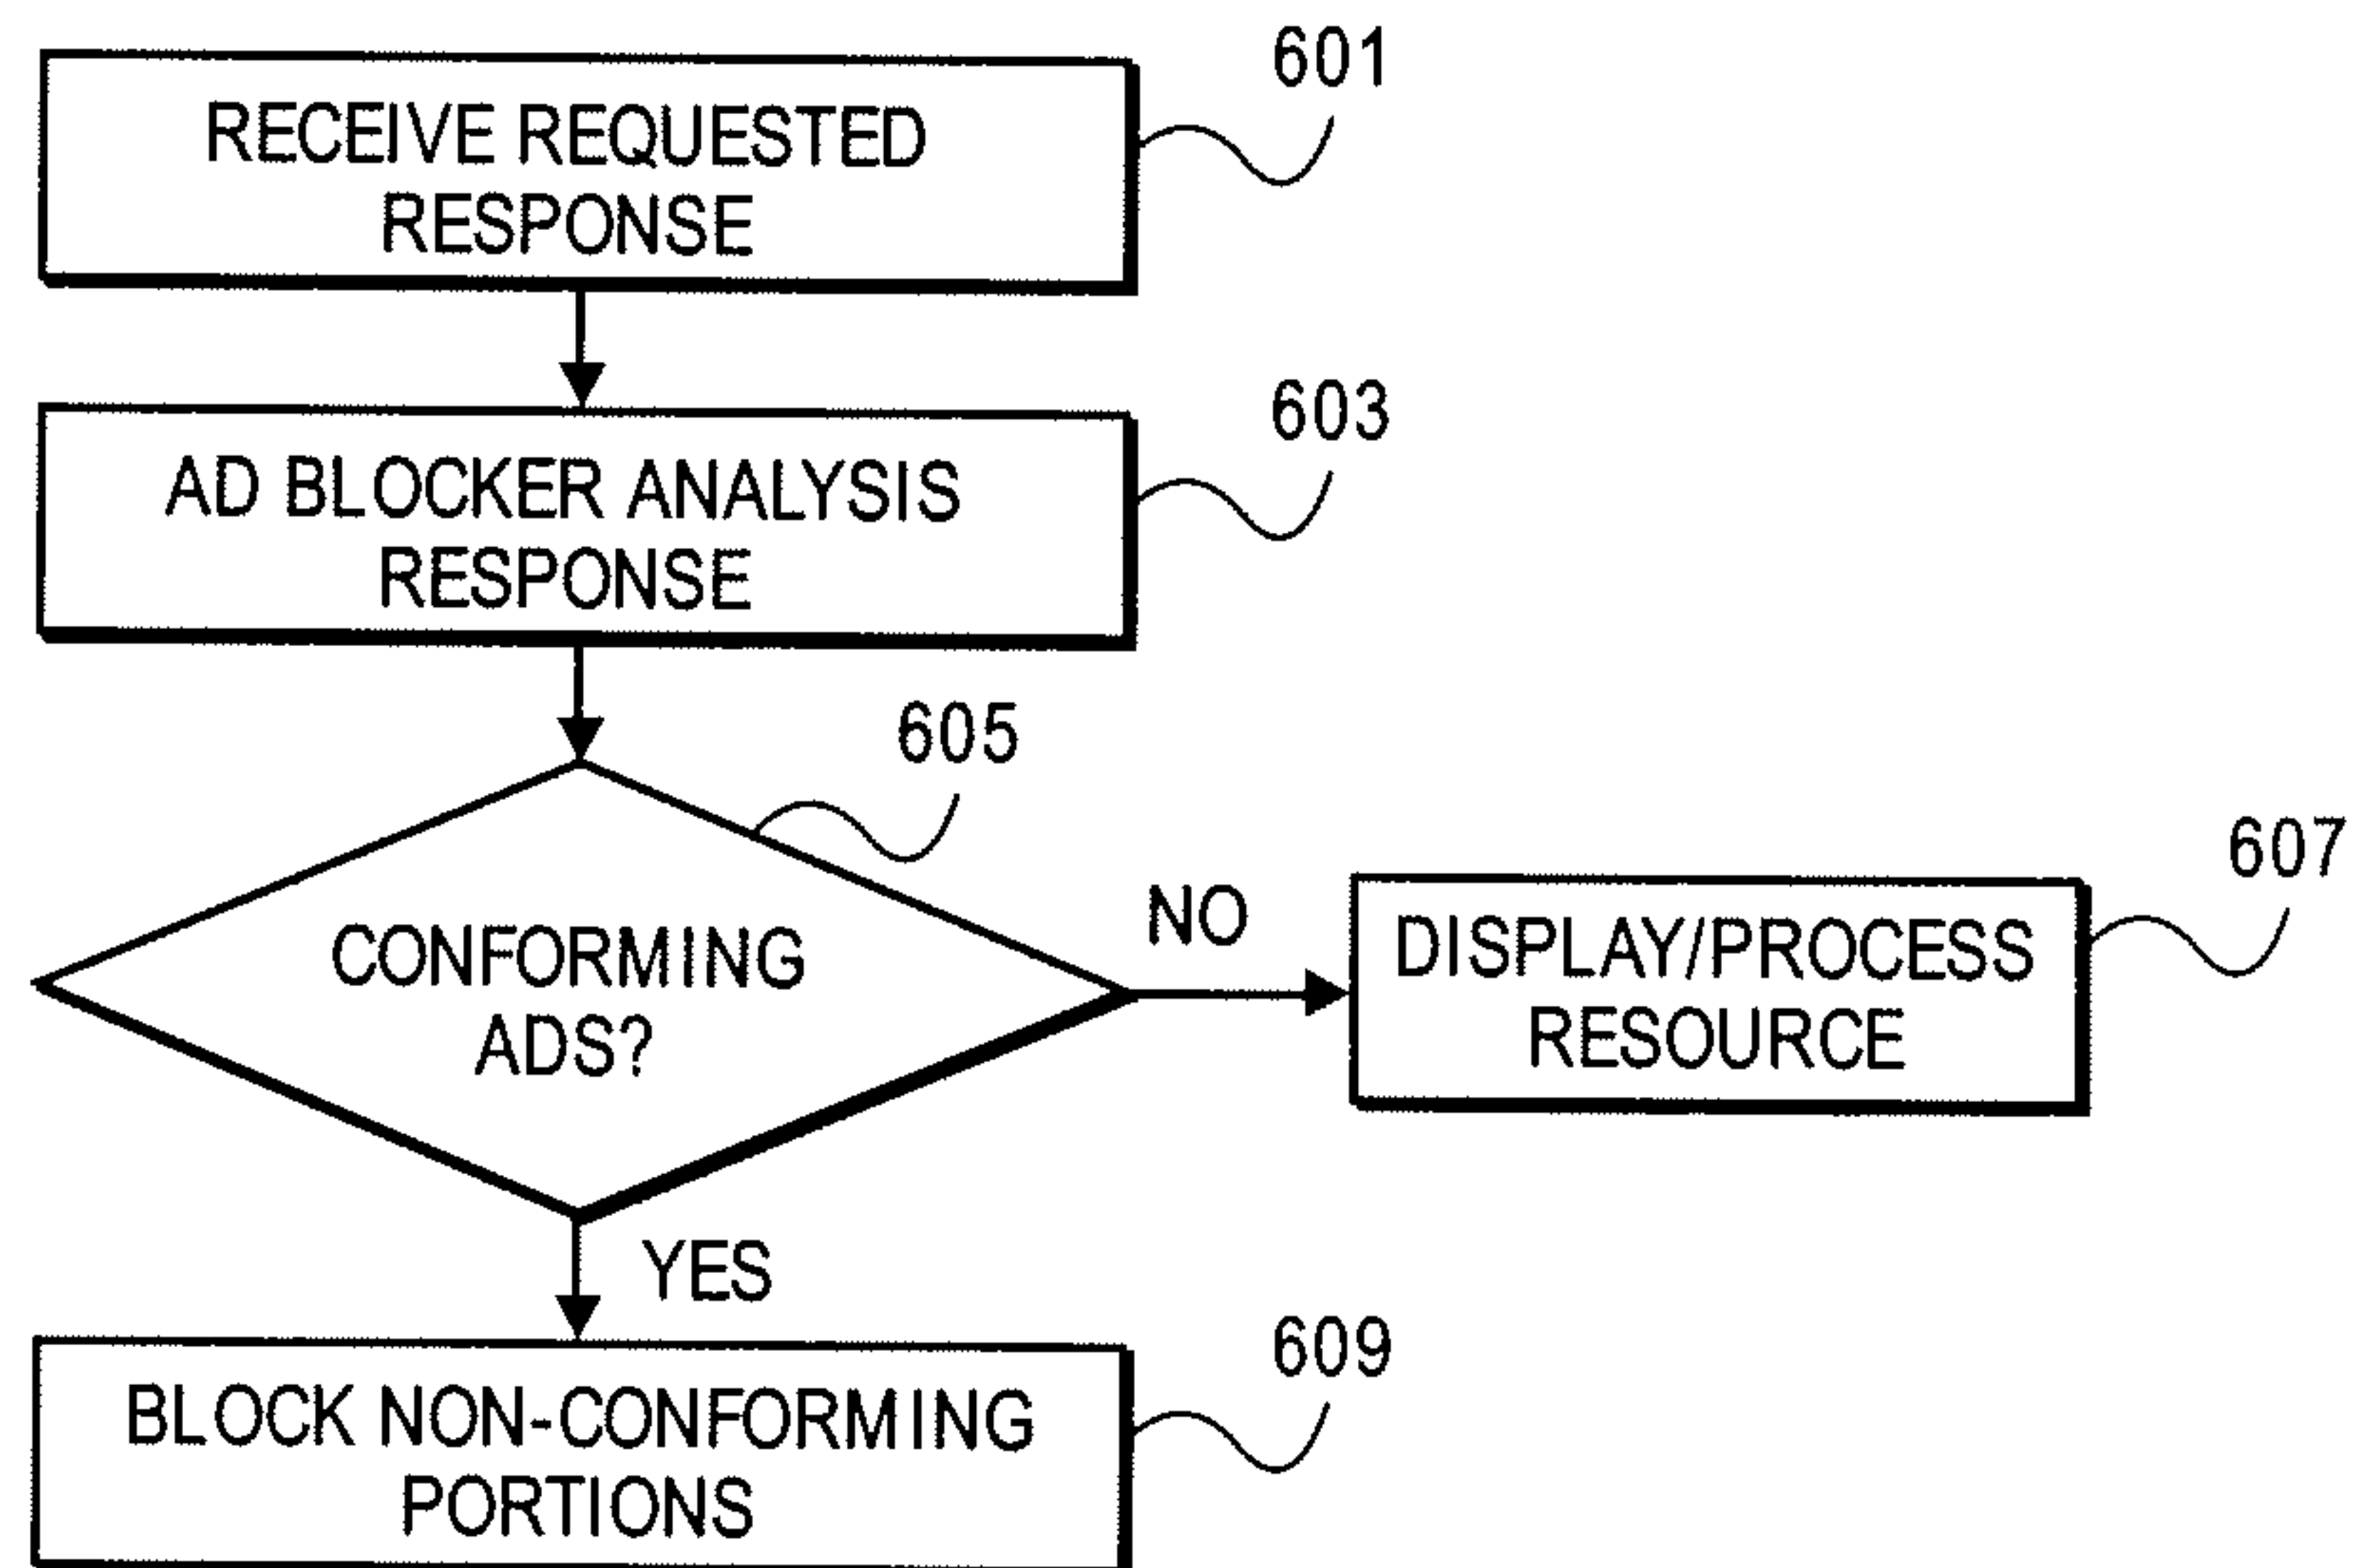 601
RECEIVE REQUESTED
RESPONSE
603
AD BLOCKER ANALYSIS
RESPONSE
605
CONFORMING
ADS?
NO
607
DISPLAY/PROCESS
RESOURCE
YES
609
BLOCK NON-CONFORMING
PORTIONS